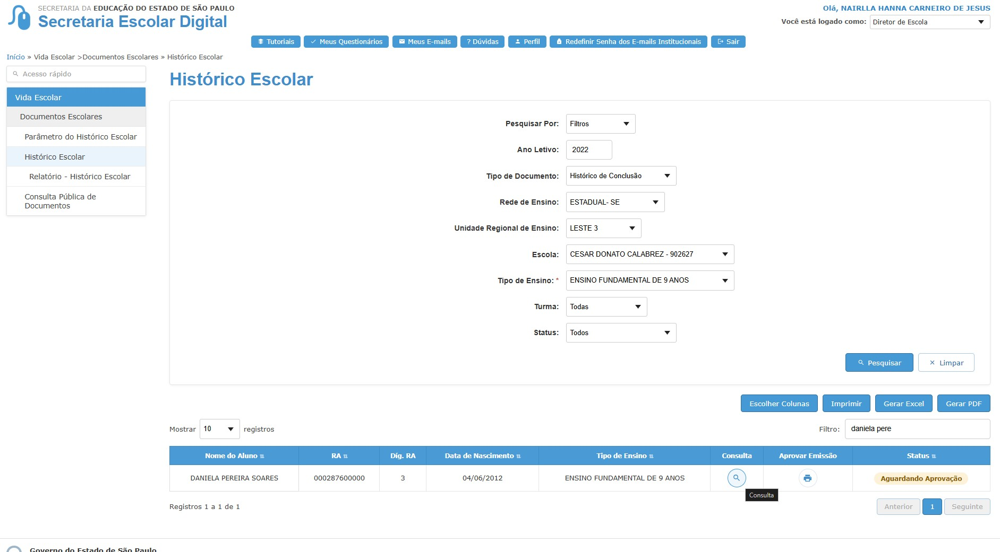 SECRETARIA DA EDUCAÇÃO DO ESTADO DE SÃO PAULO
Secretaria Escolar Digital
Olá, NAIRLLA HANNA CARNEIRO DE JESUS
Você está logado como: Diretor de Escola
Tutoriais Meus Questionários Meus E-mails ? Dúvidas Perfil Redefinir Senha dos E-mails Institucionais Sair
Início » Vida Escolar >Documentos Escolares » Histórico Escolar
Acesso rápido
Vida Escolar
Documentos Escolares
Parâmetro do Histórico Escolar
Histórico Escolar
Relatório - Histórico Escolar
Consulta Pública de
Documentos
Histórico Escolar
Pesquisar Por: Filtros
Ano Letivo: 2022
Tipo de Documento: Histórico de Conclusão
Rede de Ensino: ESTADUAL- SE
Unidade Regional de Ensino: LESTE 3
Escola: CESAR DONATO CALABREZ - 902627
Tipo de Ensino: * ENSINO FUNDAMENTAL DE 9 ANOS
Turma: Todas
Status: Todos
Pesquisar × Limpar
Escolher Colunas Imprimir Gerar Excel Gerar PDF
Mostrar 10 registros Filtro: daniela pere
Nome do Aluno RA Díg. RA Data de Nascimento Tipo de Ensino Consulta Aprovar Emissão Status
DANIELA PEREIRA SOARES 000287600000 3 04/06/2012 ENSINO FUNDAMENTAL DE 9 ANOS Aguardando Aprovação
Consulta
Registros 1 a 1 de 1 Anterior 1 Seguinte
Governo do Estado de São Paulo